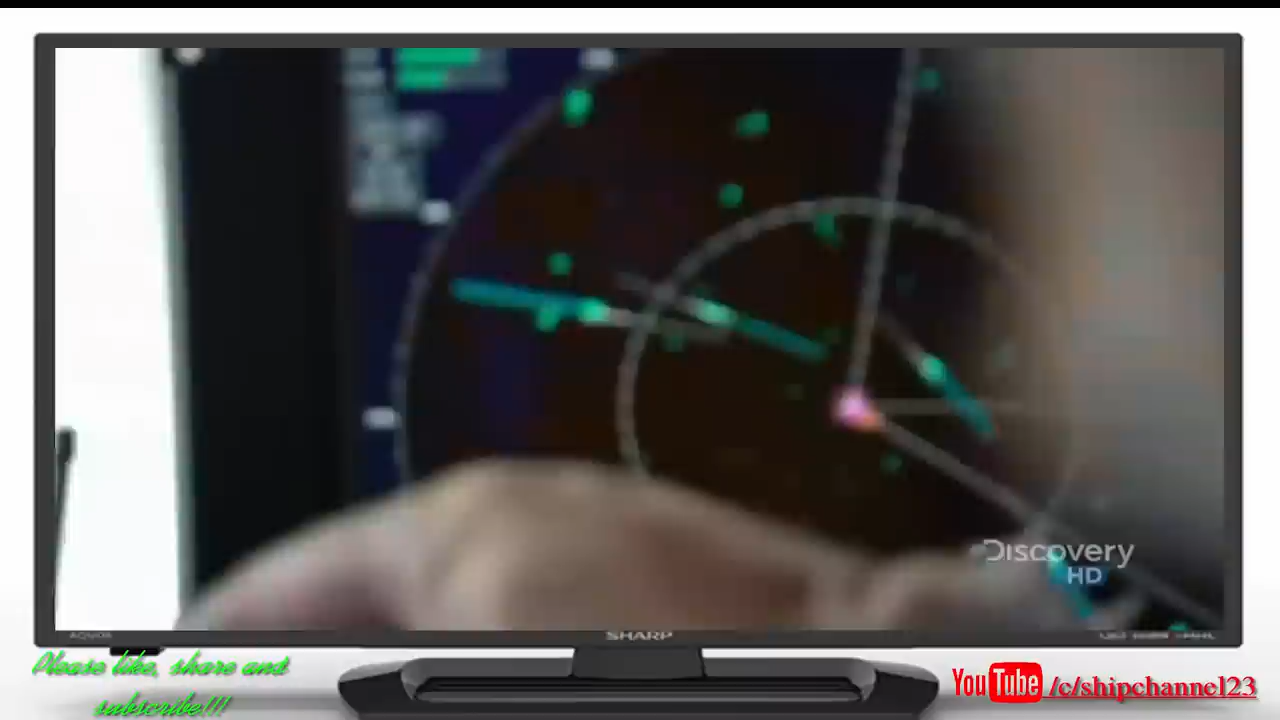 Discovery
HD
SHARP
Please like, share and
subscribe!!!
YouTube /c/shipchannel23